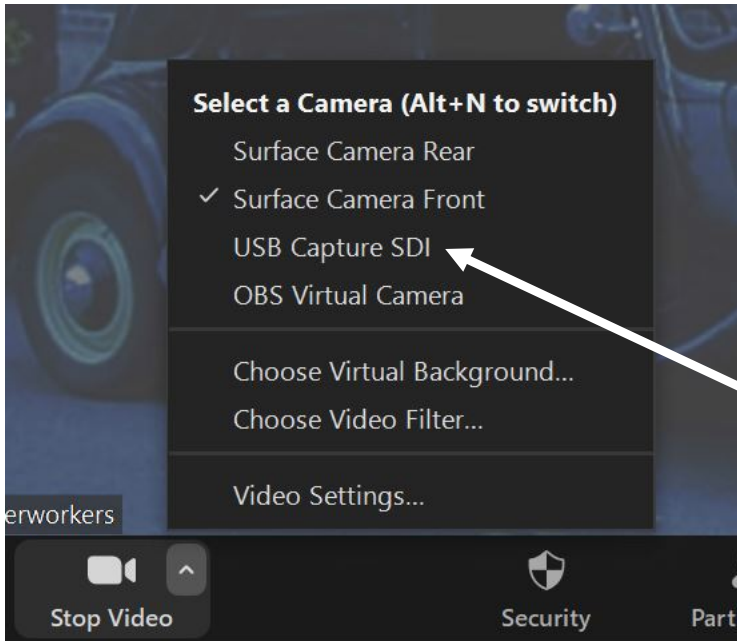 Select a Camera (Alt+N to switch)
Surface Camera Rear
Surface Camera Front
USB Capture SDI
OBS Virtual Camera
Choose Virtual Background...
Choose Video Filter...
Video Settings...
erworkers
Stop Video
Security
Part